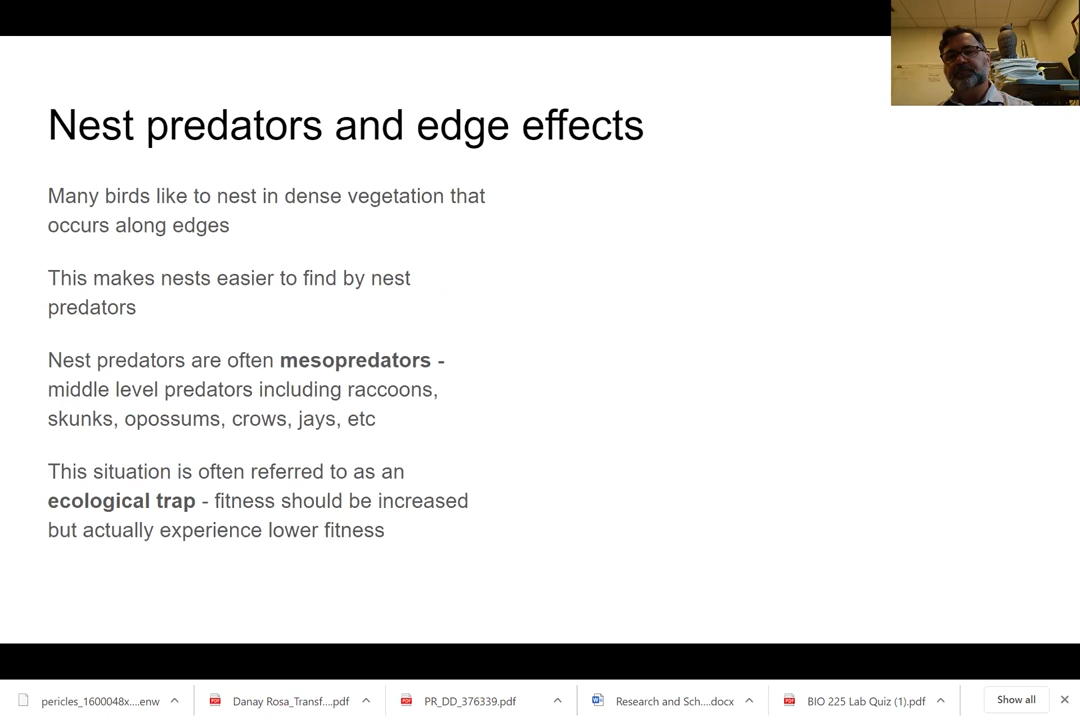 Nest predators and edge effects
Many birds like to nest in dense vegetation that
occurs along edges
This makes nests easier to find by nest
predators
Nest predators are often mesopredators -
middle level predators including raccoons,
skunks, opossums, crows, jays, etc
This situation is often referred to as an
ecological trap - fitness should be increased
but actually experience lower fitness
pericles_1600048x....enw
Danay Rosa_Transf....pdf
PR_DD_376339.pdf
Research and Sch....docx
BIO 225 Lab Quiz (1).pdf
Show all